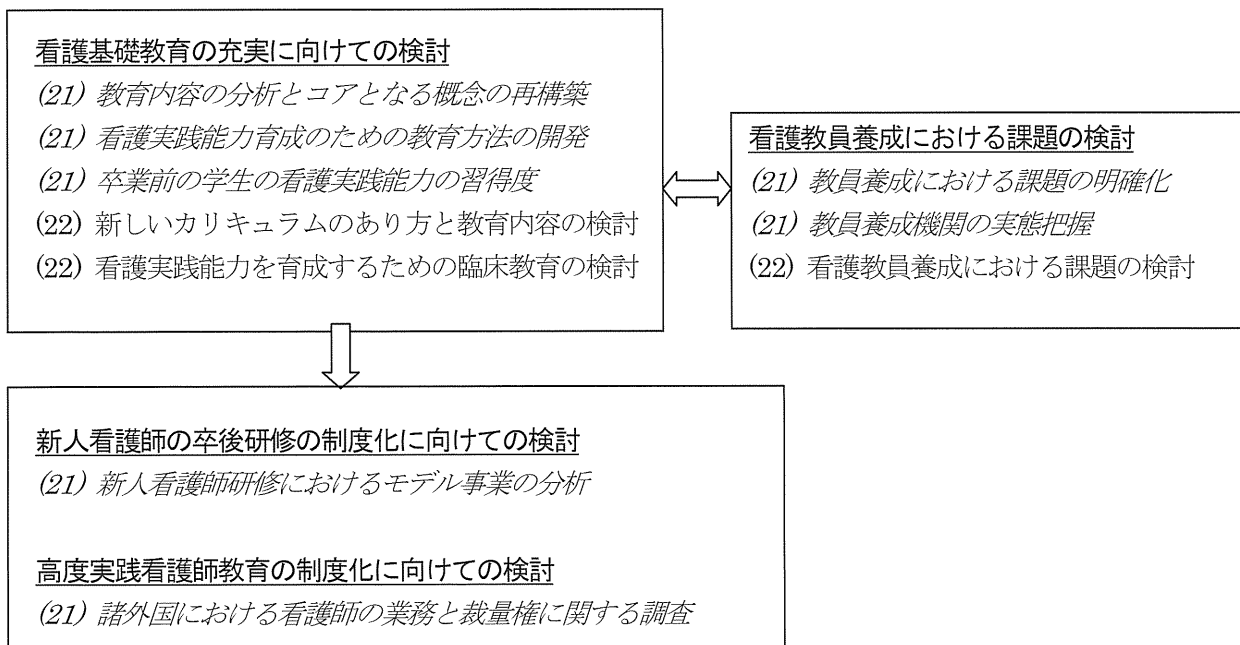 看護基礎教育の充実に向けての検討
(21) 教育内容の分析とコアとなる概念の再構築
(21) 看護実践能力育成のための教育方法の開発
(21) 卒業前の学生の看護実践能力の習得度
(22) 新しいカリキュラムのあり方と教育内容の検討
(22) 看護実践能力を育成するための臨床教育の検討
看護教員養成における課題の検討
(21) 教員養成における課題の明確化
(21) 教員養成機関の実態把握
(22) 看護教員養成における課題の検討
新人看護師の卒後研修の制度化に向けての検討
(21) 新人看護師研修におけるモデル事業の分析
高度実践看護師教育の制度化に向けての検討
(21) 諸外国における看護師の業務と裁量権に関する調査